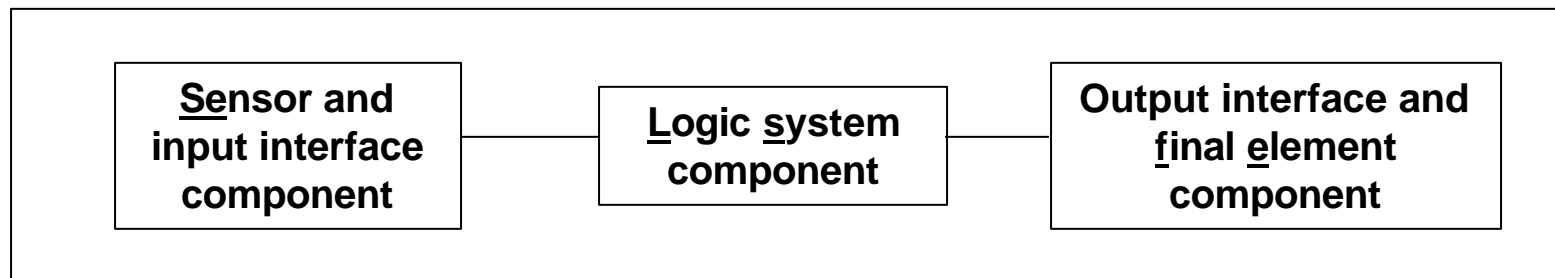 Sensor and
input interface
component
Logic system
component
Output interface and
final element
component